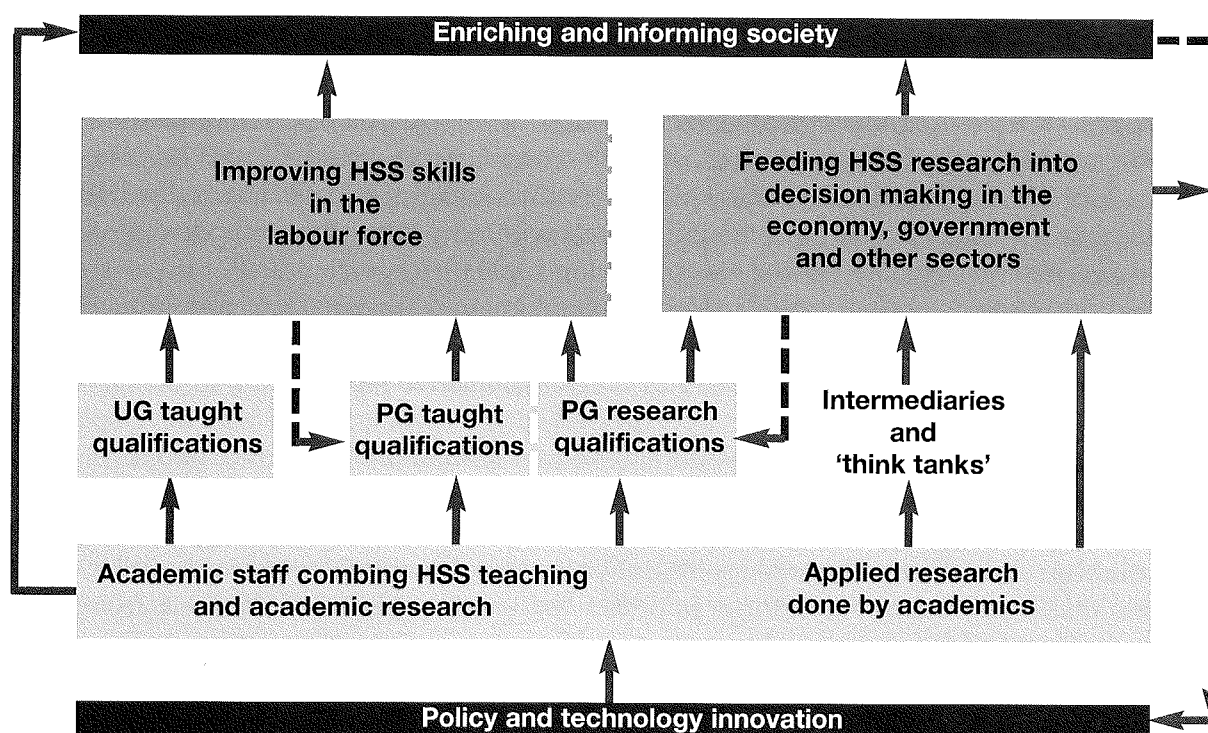 Enriching and informing society
Improving HSS skills
in the
labour force
Feeding HSS research into
decision making in the
economy, government
and other sectors
UG taught
qualifications
PG taught
qualifications
PG research
qualifications
Intermediaries
and
‘think tanks’
Academic staff combing HSS teaching
and academic research
Applied research
done by academics
Policy and technology innovation